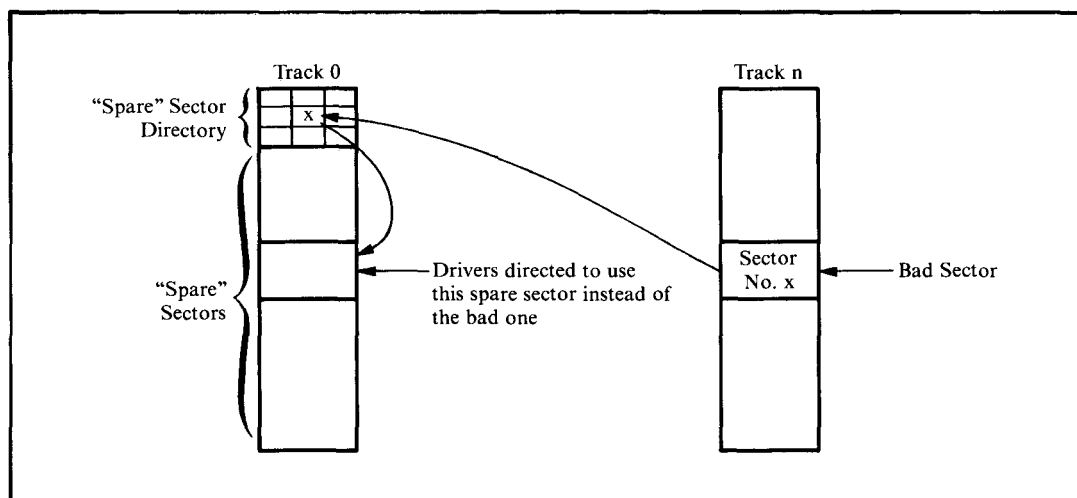 Track 0
Track n
“Spare” Sector
Directory
x
“Spare”
Sectors
Drivers directed to use
this spare sector instead of
the bad one
Sector
No. x
Bad Sector